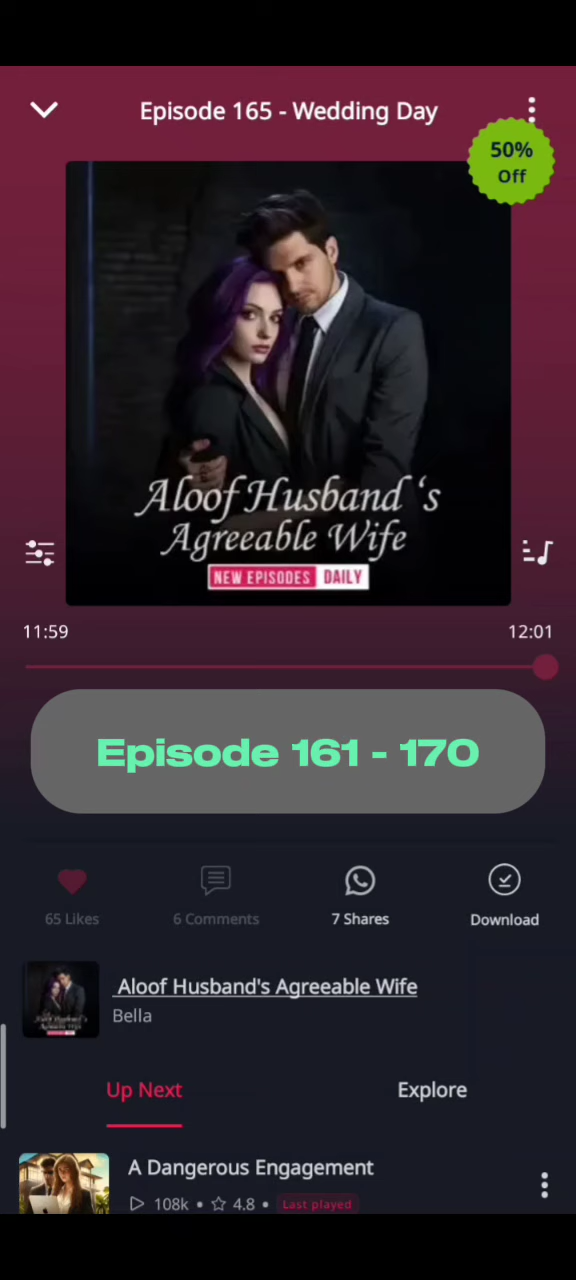 Episode 165 - Wedding Day
50%
Off
Aloof Husband 's
Agreeable Wife
NEW EPISODES DAILY
11:59
12:01
Episode 161 - 170
65 Likes
6 Comments
7 Shares
Download
Aloof Husband's Agreeable Wife
Bella
Up Next
Explore
A Dangerous Engagement
108k • 4.8 • Last played